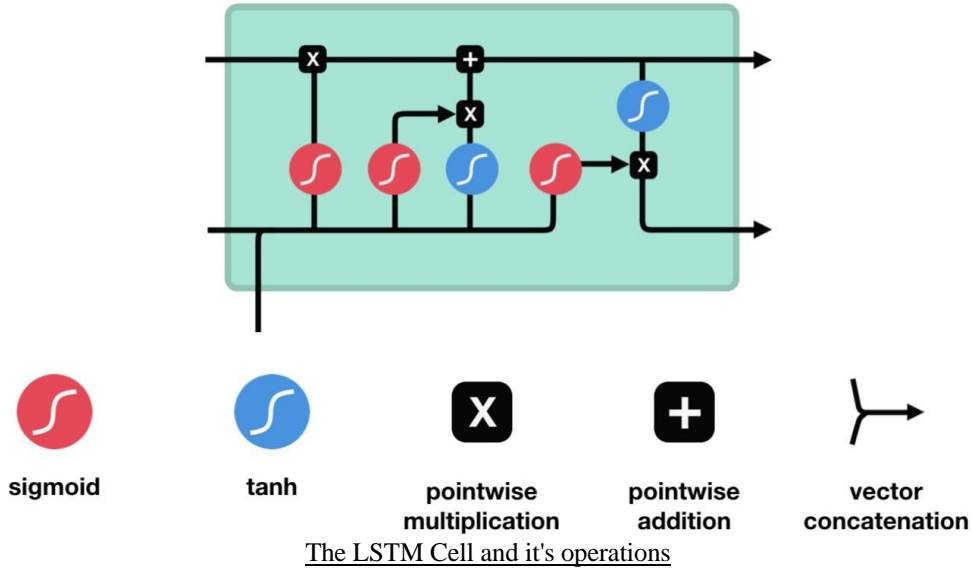 X
+
X
X
X
+
sigmoid
tanh
pointwise
multiplication
pointwise
addition
vector
concatenation
The LSTM Cell and it's operations